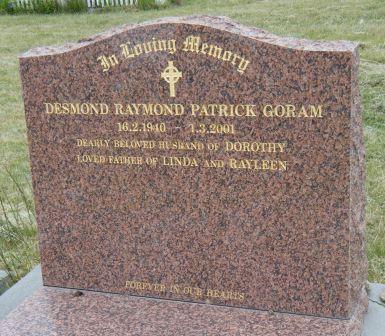 In Loving Memory
DESMOND RAYMOND PATRICK GORAM
16.2.1940 - 1.3.2001
DEARLY BELOVED HUSBAND OF DOROTHY
LOVED FATHER OF LINDA AND RAYLEEN
FOREVER IN OUR HEARTS